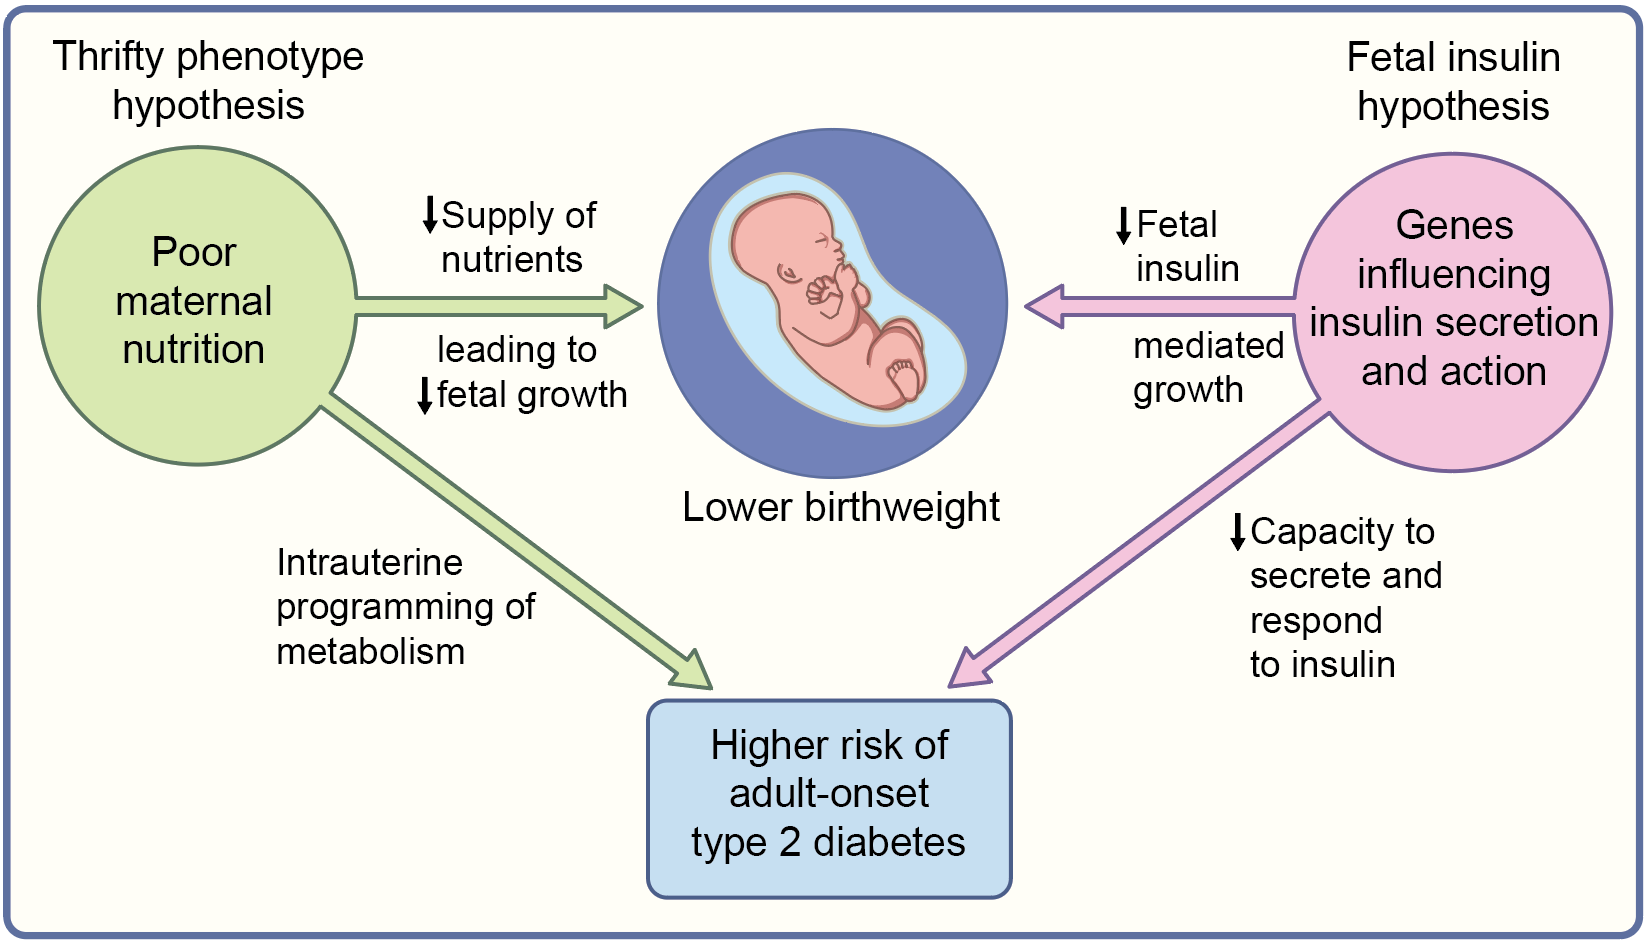 Thrifty phenotype
hypothesis
Poor
maternal
nutrition
↓Supply of
nutrients
leading to
↓fetal growth
Intrauterine
programming of
metabolism
Lower birthweight
Fetal insulin
hypothesis
Genes
influencing
insulin secretion
and action
↓Fetal
insulin
mediated
growth
↓Capacity to
secrete and
respond
to insulin
Higher risk of
adult-onset
type 2 diabetes